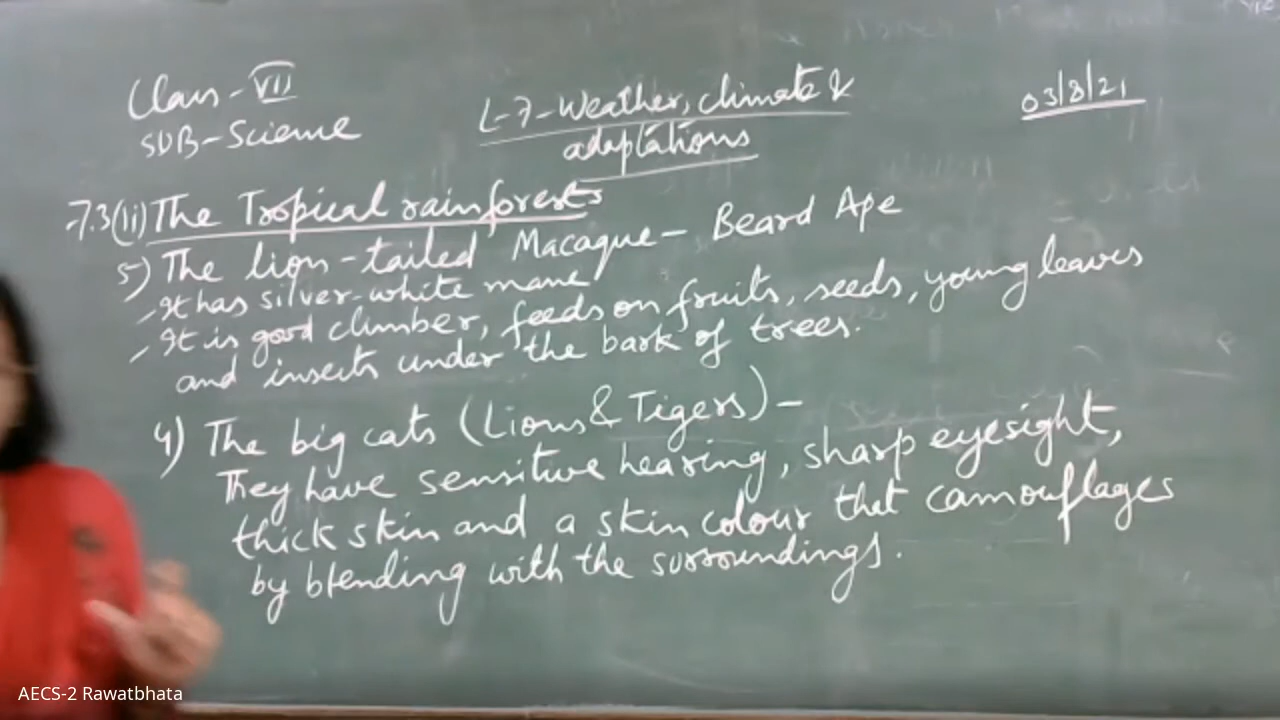 Class - VII
SUB - Science
L-7-Weather, climate &
adaptations
03/8/21
7.3(ii) The Tropical rainforests
5) The lion-tailed Macaque - Beard Ape
- It has silver-white mane
- It is good climber, feeds on fruits, seeds, young leaves
and insects under the bark of trees.
4) The big cats (Lions & Tigers) -
They have sensitive hearing, sharp eyesight,
thick skin and a skin colour that camouflages
by blending with the surroundings.
AECS-2 Rawatbhata